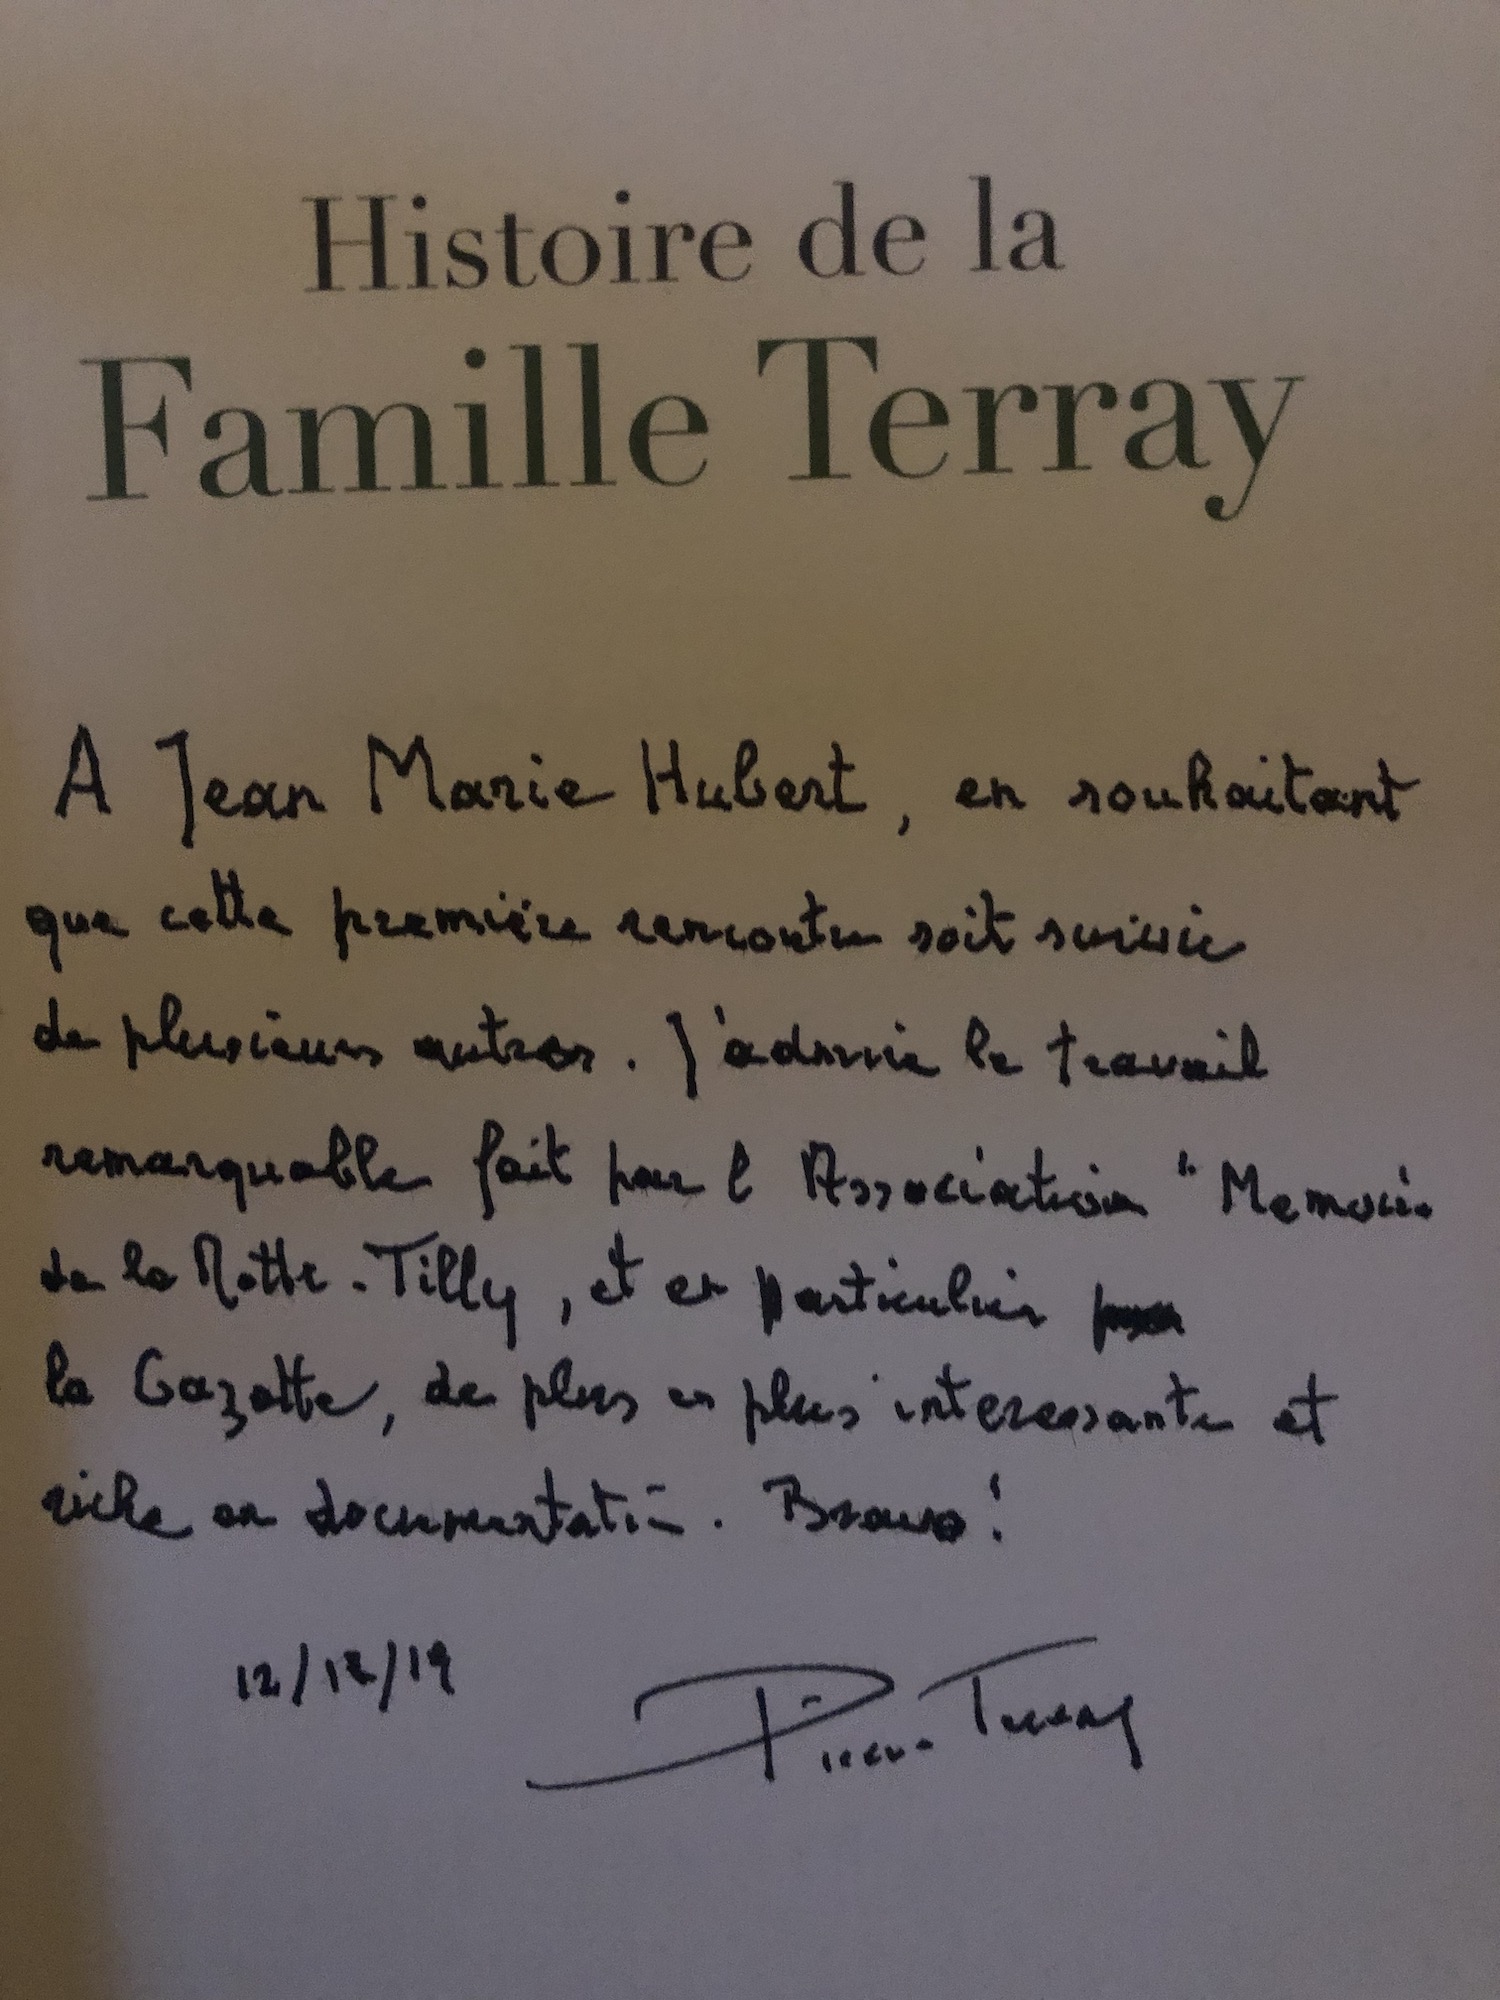 Histoire de la
Famille Terray
A Jean Marie Hubert, en souhaitant
que cette première rencontre soit suivie
de plusieurs autres. J'admire le travail
remarquable fait par l'Association "Memoire
de la Motte-Tilly, et en particulier
la Gazette, de plus en plus interessante et
riche en documentation. Bravo!
12/12/19
Pierre Terray